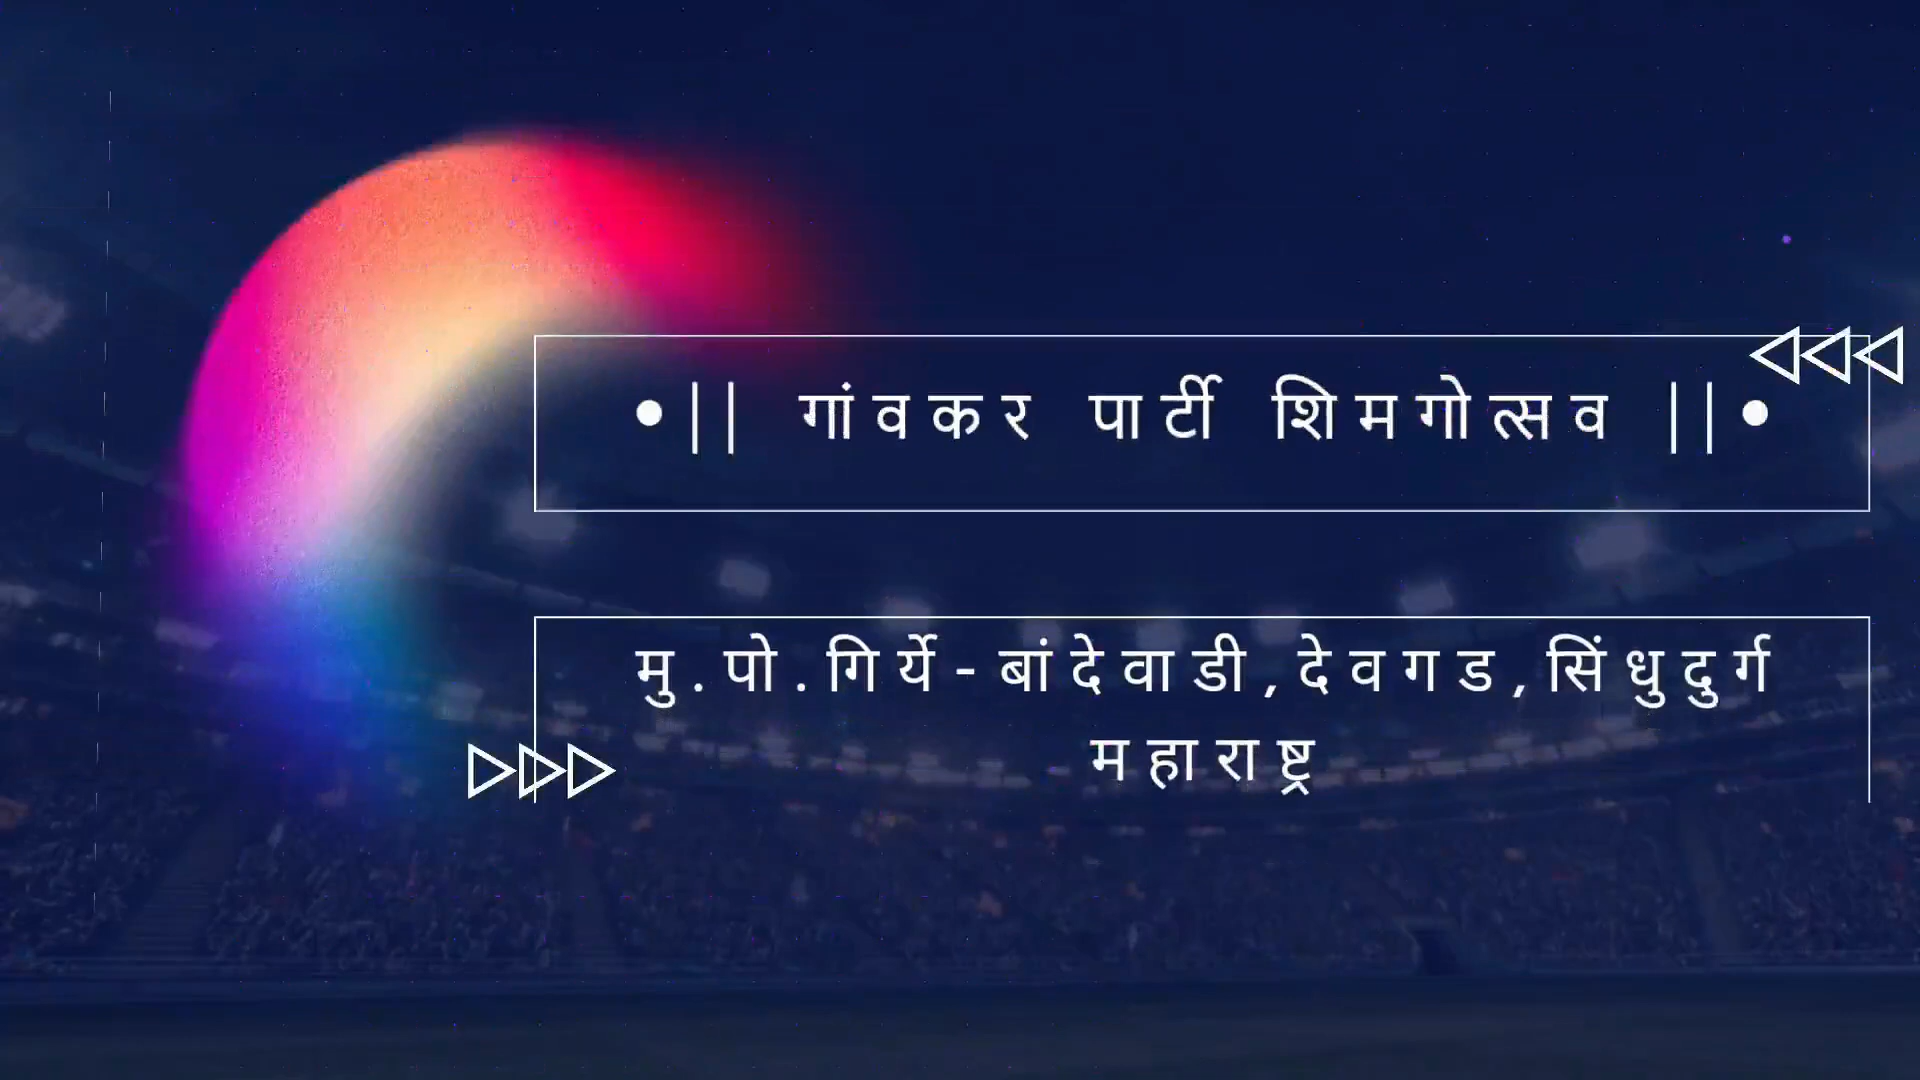 •|| गांवकर पार्टी शिमगोत्सव ||•
मु.पो.गिर्ये-बांदेवाडी,देवगड,सिंधुदुर्ग
महाराष्ट्र